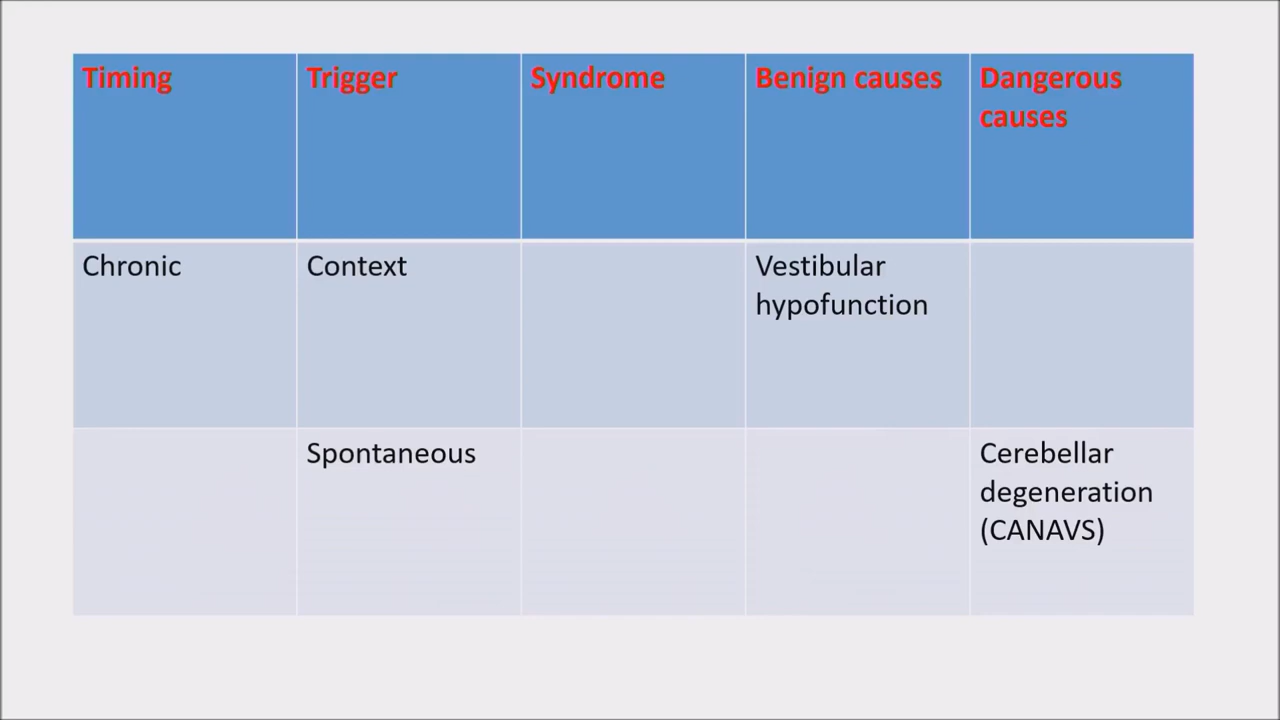 Timing
Trigger
Syndrome
Benign causes
Dangerous
causes
Chronic
Context
Vestibular
hypofunction
Spontaneous
Cerebellar
degeneration
(CANAVS)